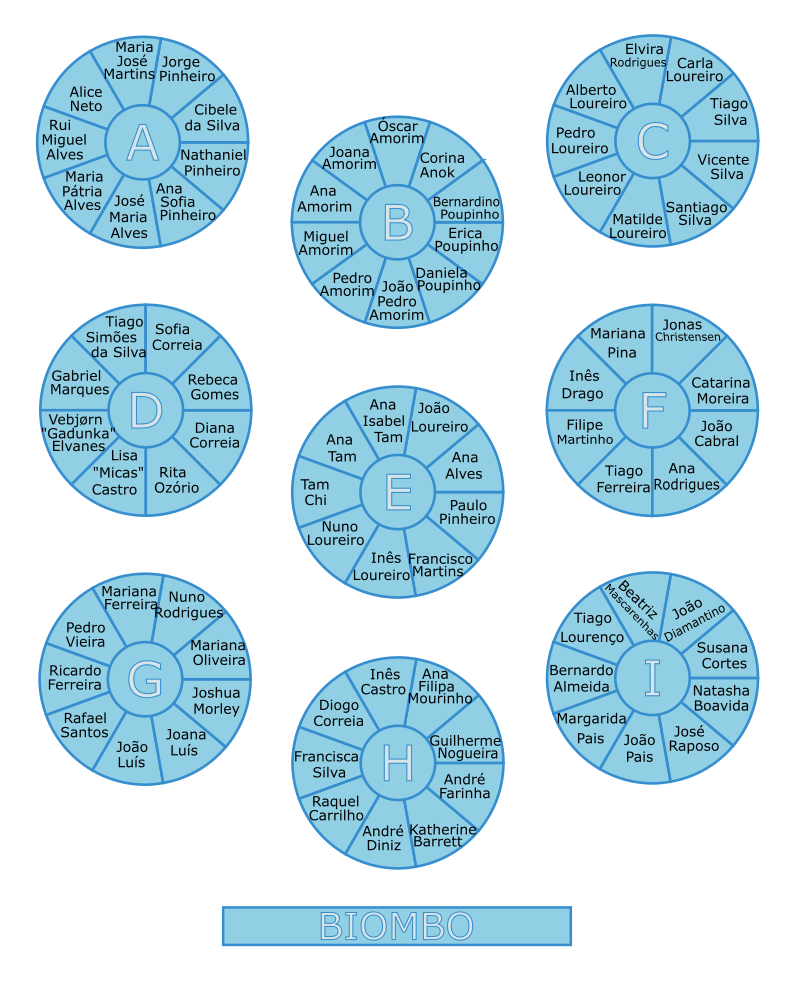 Maria
José
Martins
Jorge
Pinheiro
Cibele
da Silva
Nathaniel
Pinheiro
Ana
Sofia
Pinheiro
José
Maria
Alves
Maria
Pátria
Alves
Rui
Miguel
Alves
Alice
Neto
A
Óscar
Amorim
Corina
Anok
Bernardino
Poupinho
Erica
Poupinho
Daniela
Poupinho
João
Pedro
Amorim
Pedro
Amorim
Miguel
Amorim
Ana
Amorim
Joana
Amorim
B
Elvira
Rodrigues
Carla
Loureiro
Tiago
Silva
Vicente
Silva
Santiago
Silva
Matilde
Loureiro
Leonor
Loureiro
Pedro
Loureiro
Alberto
Loureiro
C
Tiago
Simões
da Silva
Sofia
Correia
Rebeca
Gomes
Diana
Correia
Rita
Ozório
Lisa
"Micas"
Castro
Vebjørn
"Gadunka"
Elvanes
Gabriel
Marques
D
Ana
Isabel
Tam
João
Loureiro
Ana
Alves
Paulo
Pinheiro
Francisco
Martins
Inês
Loureiro
Nuno
Loureiro
Tam
Chi
Ana
Tam
E
Mariana
Pina
Jonas
Christensen
Catarina
Moreira
João
Cabral
Ana
Rodrigues
Tiago
Ferreira
Filipe
Martinho
Inês
Drago
F
Mariana
Ferreira
Nuno
Rodrigues
Mariana
Oliveira
Joshua
Morley
Joana
Luís
João
Luís
Rafael
Santos
Ricardo
Ferreira
Pedro
Vieira
G
Inês
Castro
Ana
Filipa
Mourinho
Guilherme
Nogueira
André
Farinha
Katherine
Barrett
André
Diniz
Raquel
Carrilho
Francisca
Silva
Diogo
Correia
H
Beatriz
Mascarenhas
João
Diamantino
Susana
Cortes
Natasha
Boavida
José
Raposo
João
Pais
Margarida
Pais
Bernardo
Almeida
Tiago
Lourenço
I
BIOMBO